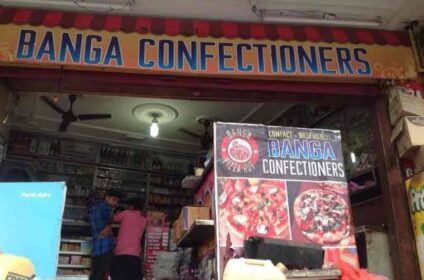 BANGA CONFECTIONERS
BANGA
PIZZA HUT
CONTACT
BANGA
CONFECTIONERS